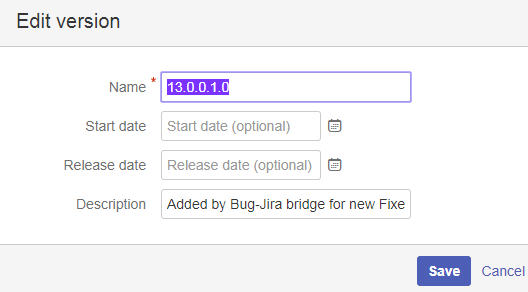 Edit version
Name * 13.0.0.1.0
Start date Start date (optional)
Release date Release date (optional)
Description Added by Bug-Jira bridge for new Fixe
Save Cancel